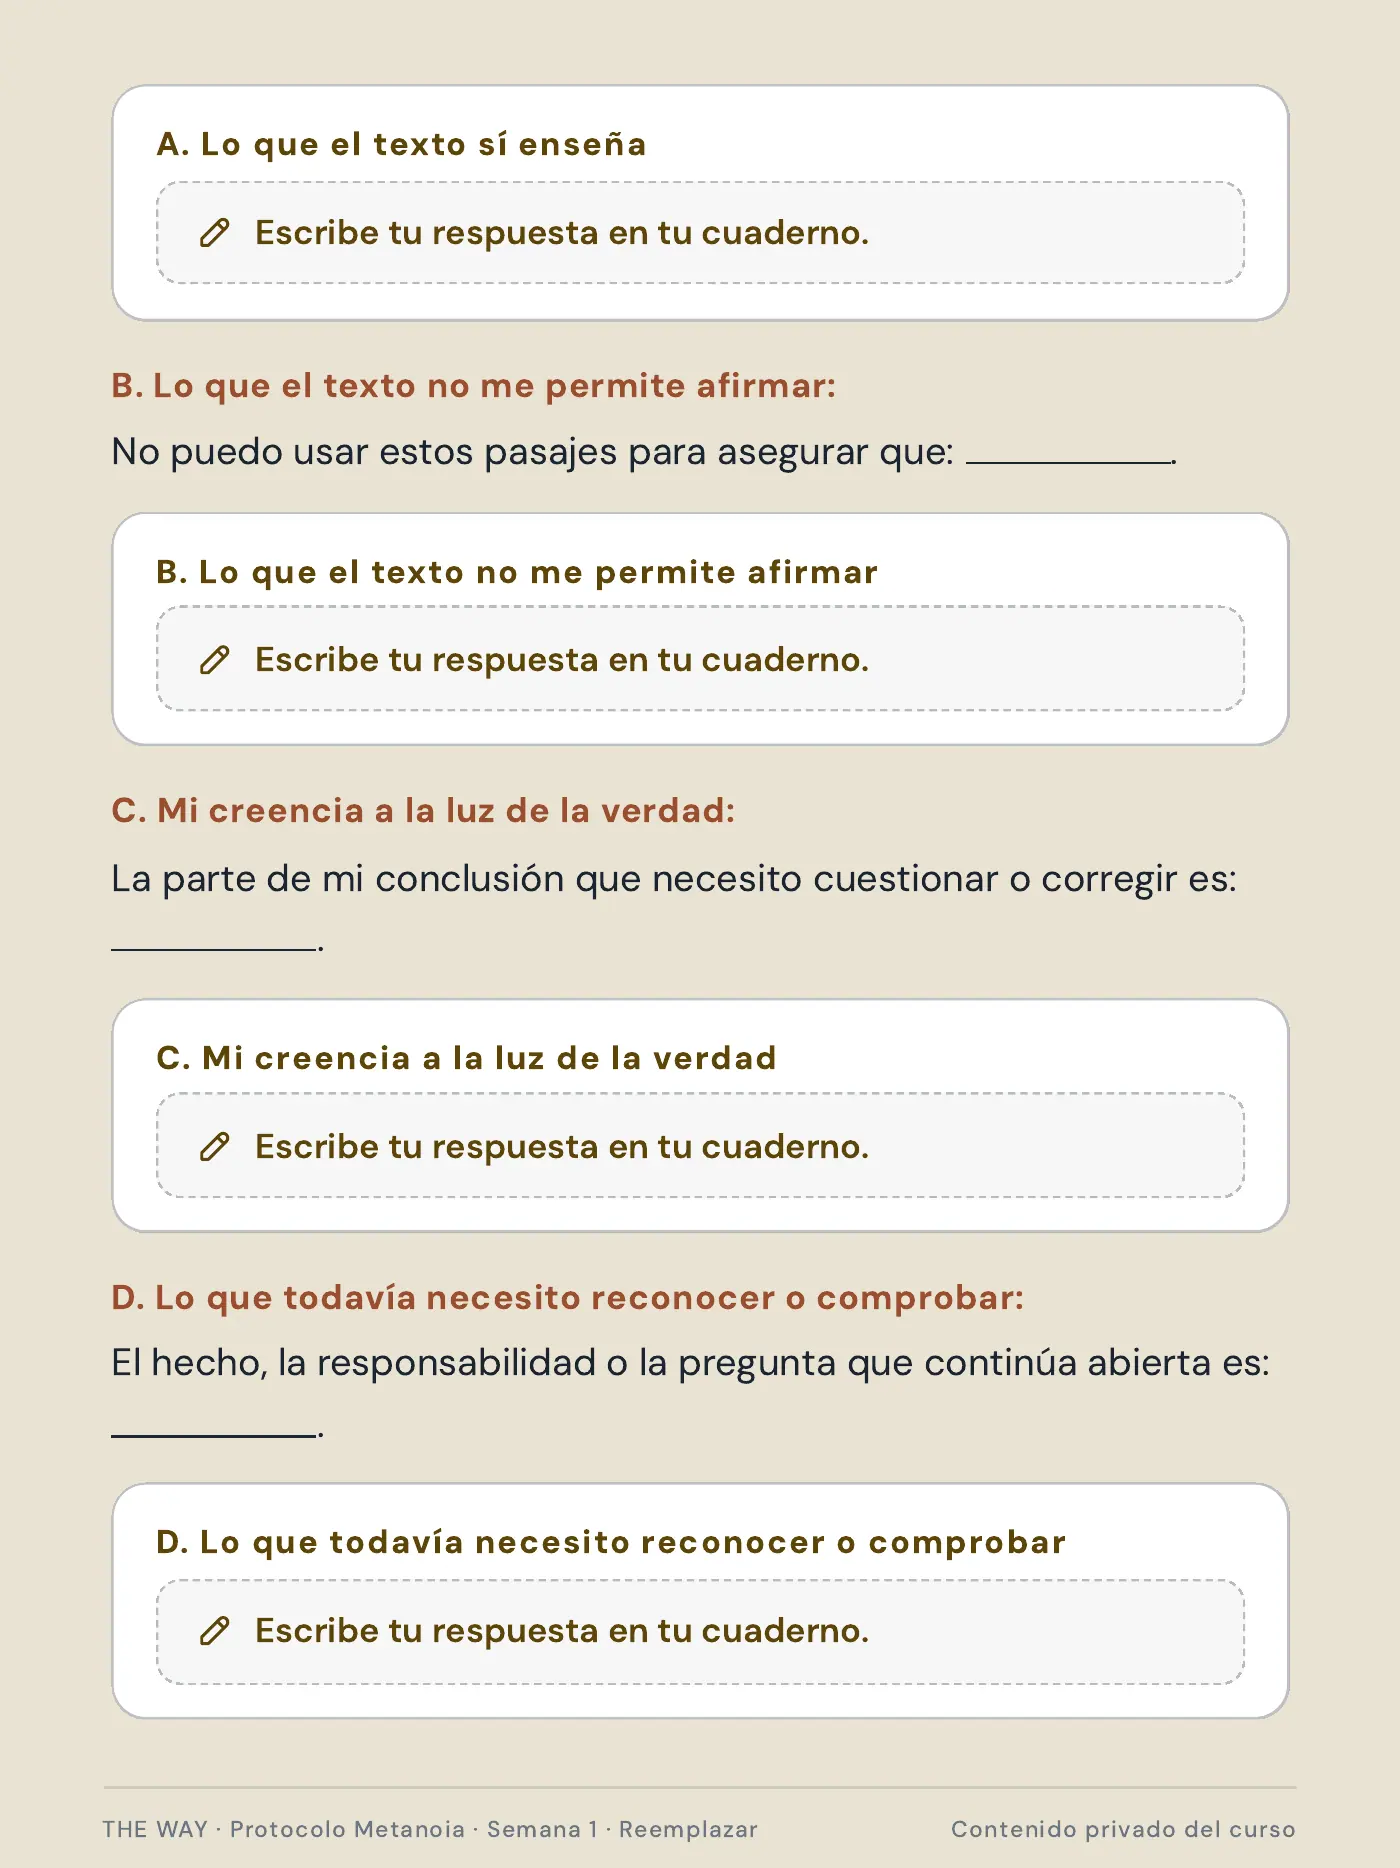 A. Lo que el texto sí enseña
Escribe tu respuesta en tu cuaderno.
B. Lo que el texto no me permite afirmar:
No puedo usar estos pasajes para asegurar que: __________.
B. Lo que el texto no me permite afirmar
Escribe tu respuesta en tu cuaderno.
C. Mi creencia a la luz de la verdad:
La parte de mi conclusión que necesito cuestionar o corregir es:
__________.
C. Mi creencia a la luz de la verdad
Escribe tu respuesta en tu cuaderno.
D. Lo que todavía necesito reconocer o comprobar:
El hecho, la responsabilidad o la pregunta que continúa abierta es:
__________.
D. Lo que todavía necesito reconocer o comprobar
Escribe tu respuesta en tu cuaderno.
THE WAY · Protocolo Metanoia · Semana 1 · Reemplazar
Contenido privado del curso